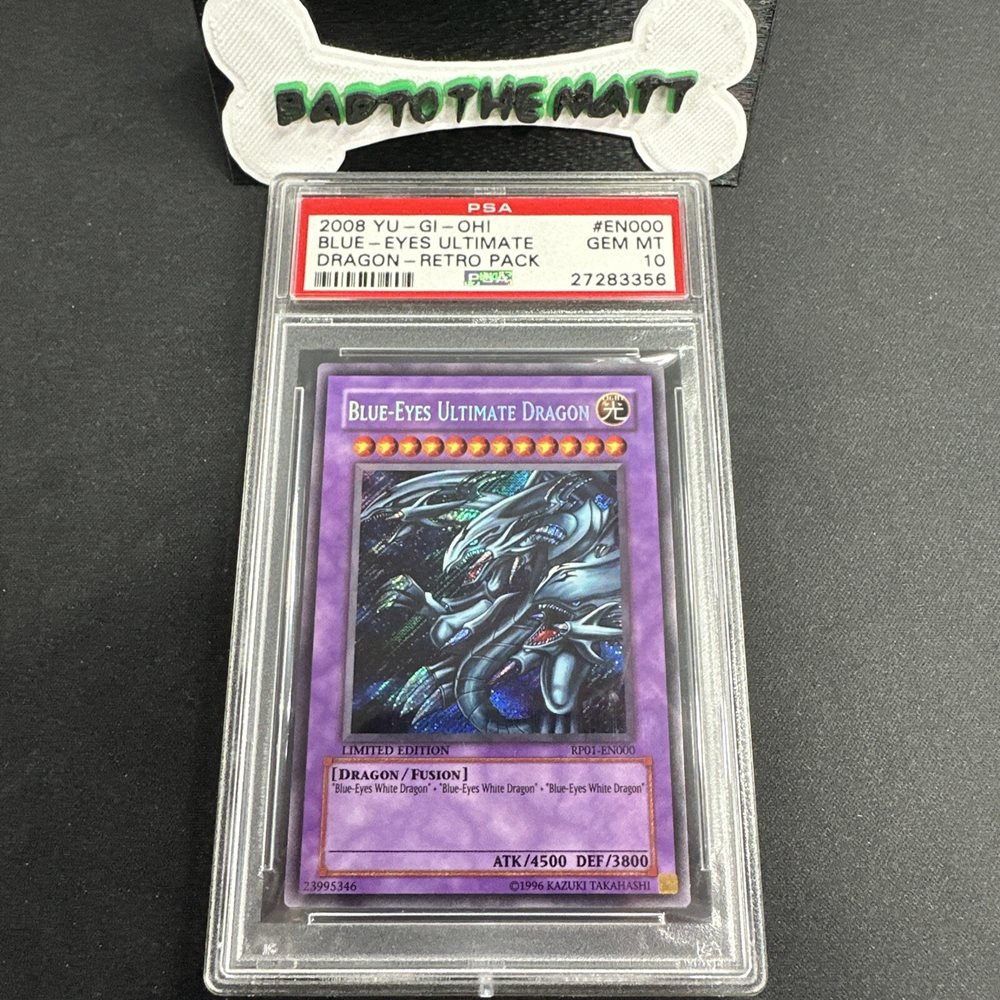 BADTOTHEMATT
PSA
2008 YU-GI-OH! #EN000
BLUE-EYES ULTIMATE GEM MT
DRAGON-RETRO PACK 10
PSA 27283356
BLUE-EYES ULTIMATE DRAGON
LIGHT
光
LIMITED EDITION RP01-EN000
[DRAGON/FUSION]
"Blue-Eyes White Dragon" + "Blue-Eyes White Dragon" + "Blue-Eyes White Dragon"
ATK/4500 DEF/3800
23995346 ©1996 KAZUKI TAKAHASHI